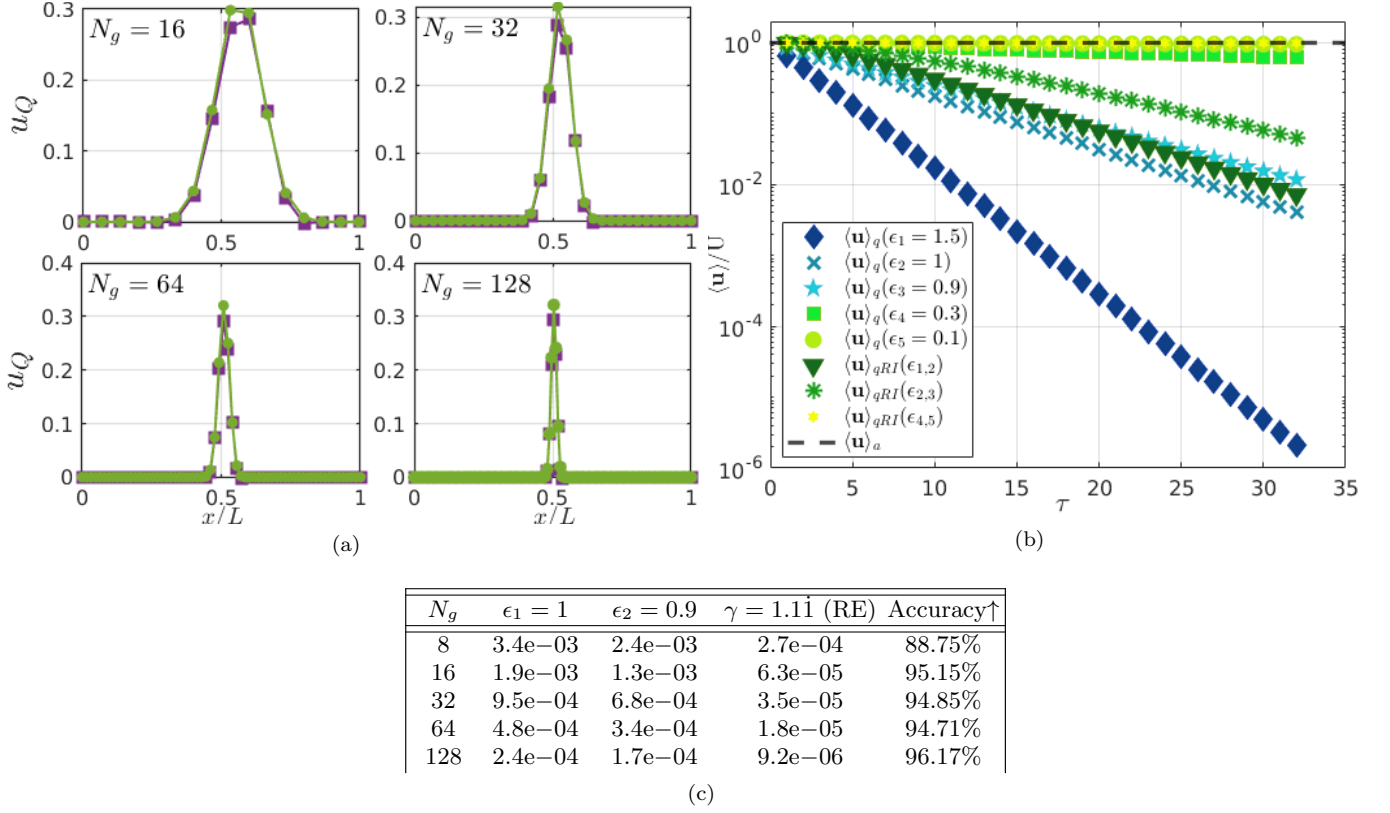 N_g = 16
u_Q
0.3
0.2
0.1
0
0 0.5 1
N_g = 32
0.3
0.2
0.1
0
0 0.5 1
N_g = 64
u_Q
0.4
0.3
0.2
0.1
0
0 0.5 1
x/L
N_g = 128
0.4
0.3
0.2
0.1
0
0 0.5 1
x/L
(a)
⟨u⟩/U
10^0
10^-2
10^-4
10^-6
⟨u⟩_q(ϵ_1 = 1.5)
⟨u⟩_q(ϵ_2 = 1)
⟨u⟩_q(ϵ_3 = 0.9)
⟨u⟩_q(ϵ_4 = 0.3)
⟨u⟩_q(ϵ_5 = 0.1)
⟨u⟩_qRI(ϵ_1,2)
⟨u⟩_qRI(ϵ_2,3)
⟨u⟩_qRI(ϵ_4,5)
⟨u⟩_a
0 5 10 15 20 25 30 35
τ
(b)
N_g ϵ_1 = 1 ϵ_2 = 0.9 γ = 1.11̇ (RE) Accuracy↑
8 3.4e−03 2.4e−03 2.7e−04 88.75%
16 1.9e−03 1.3e−03 6.3e−05 95.15%
32 9.5e−04 6.8e−04 3.5e−05 94.85%
64 4.8e−04 3.4e−04 1.8e−05 94.71%
128 2.4e−04 1.7e−04 9.2e−06 96.17%
(c)